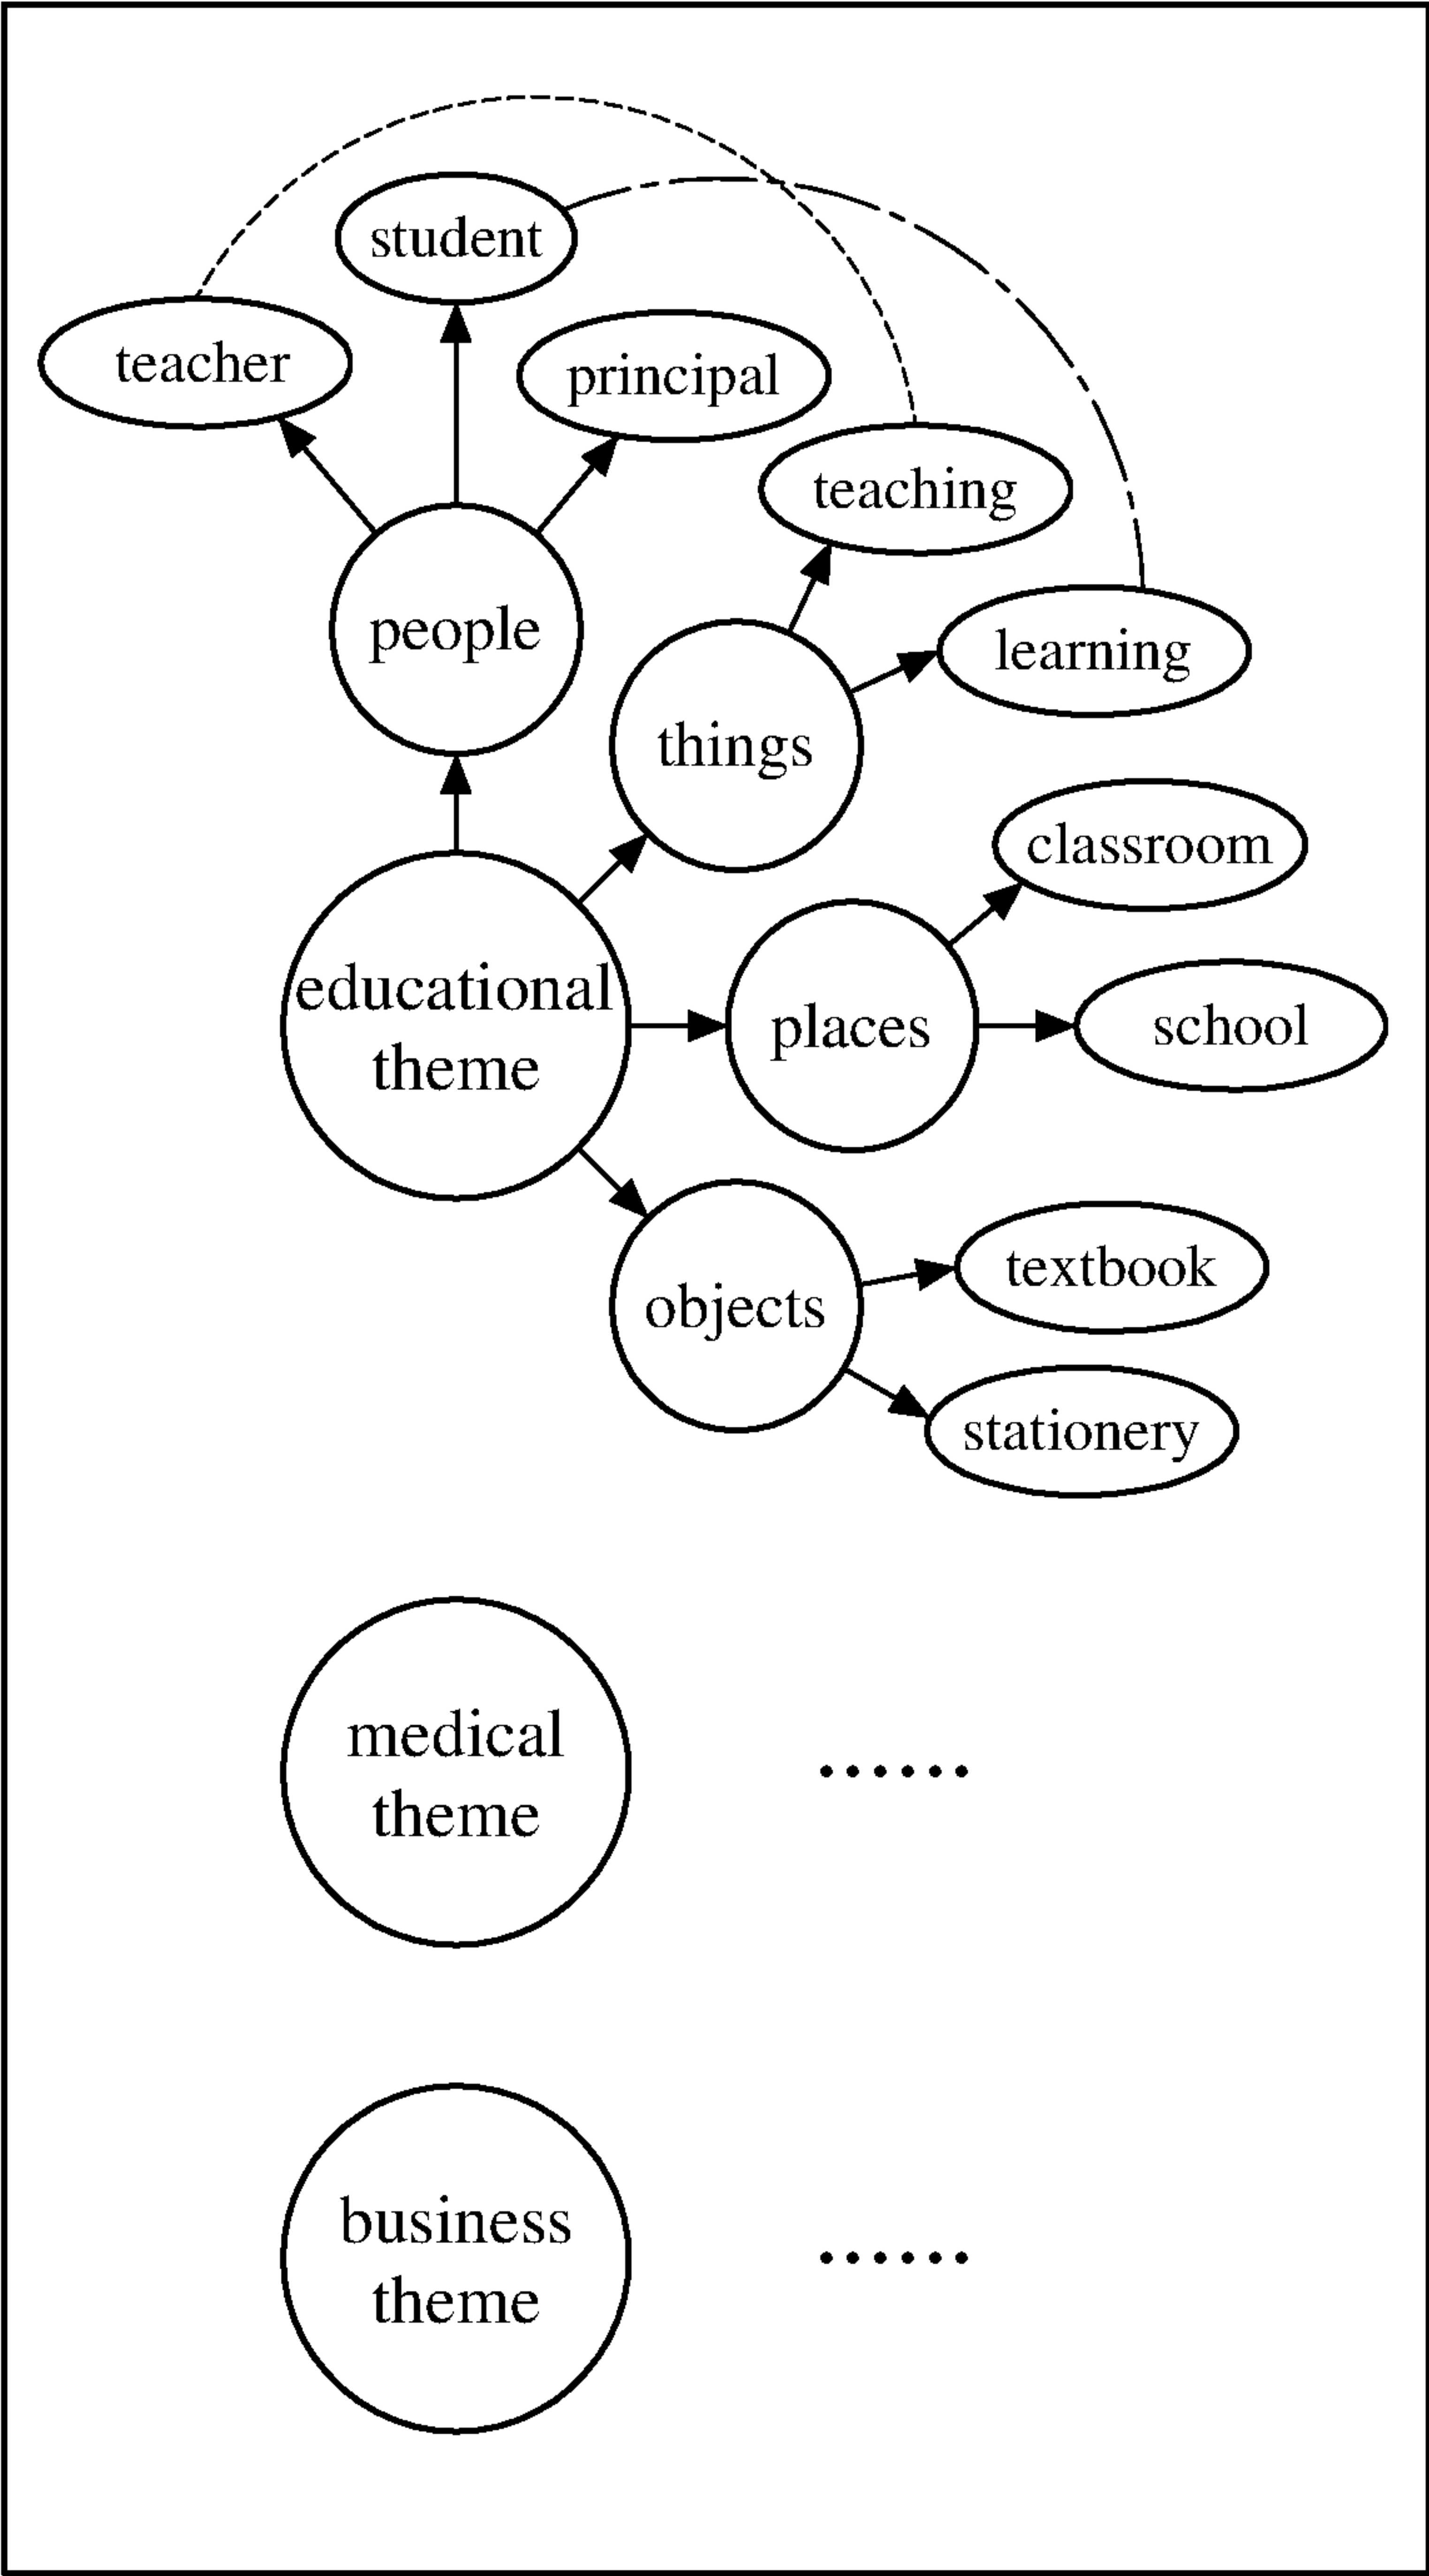 student
teacher
principal
teaching
people
learning
things
classroom
educational
theme
places
school
textbook
objects
stationery
medical
theme
......
business
theme
......